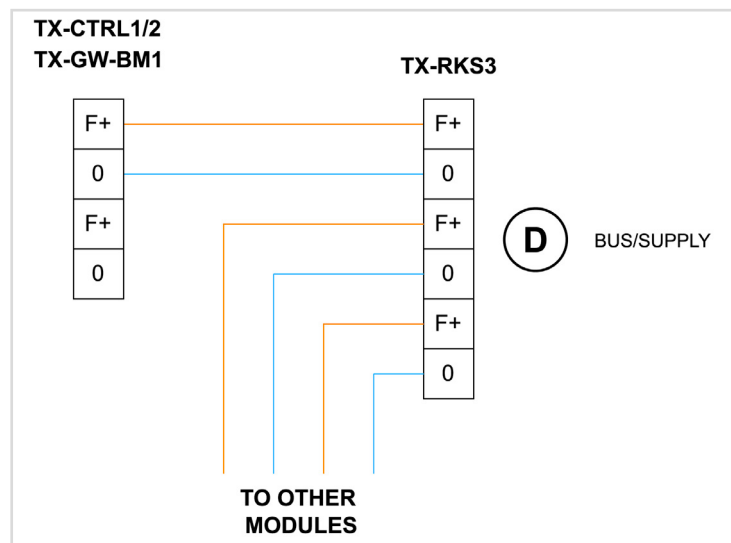 TX-CTRL1/2
TX-GW-BM1
TX-RKS3
F+
0
F+
0
F+
0
F+
0
F+
0
D
BUS/SUPPLY
TO OTHER
MODULES